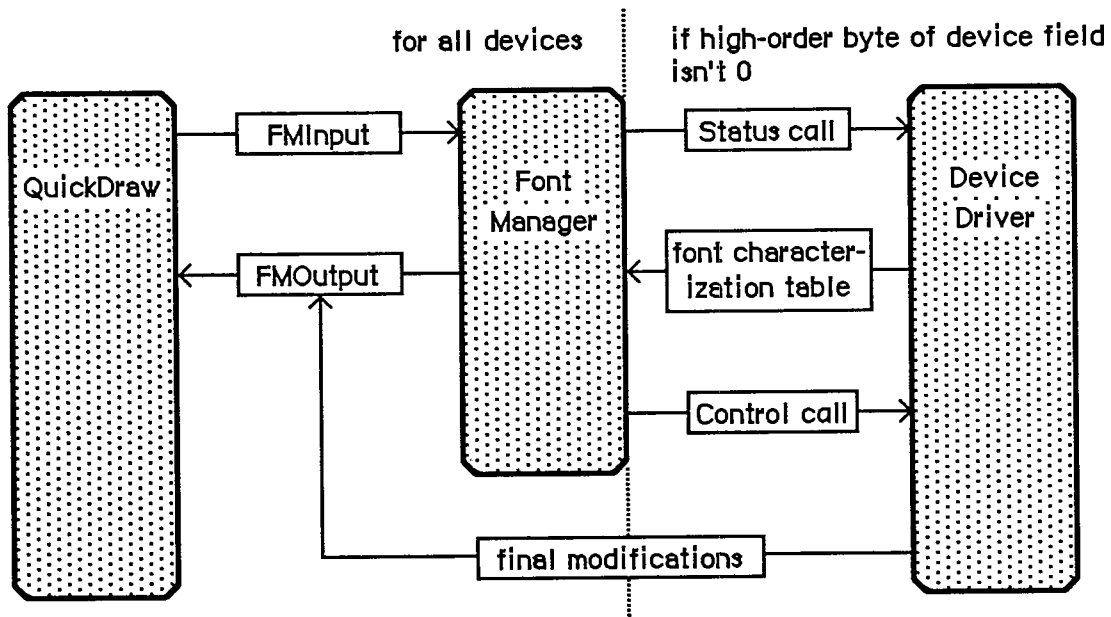 for all devices
if high-order byte of device field
isn't 0
QuickDraw
FMInput
Font
Manager
Status call
Device
Driver
FMOutput
font character-
ization table
Control call
final modifications